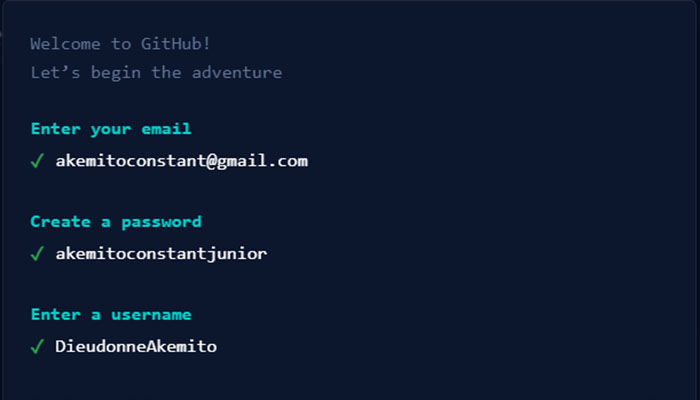 Welcome to GitHub!
Let’s begin the adventure
Enter your email
✓ akemitoconstant@gmail.com
Create a password
✓ akemitoconstantjunior
Enter a username
✓ DieudonneAkemito